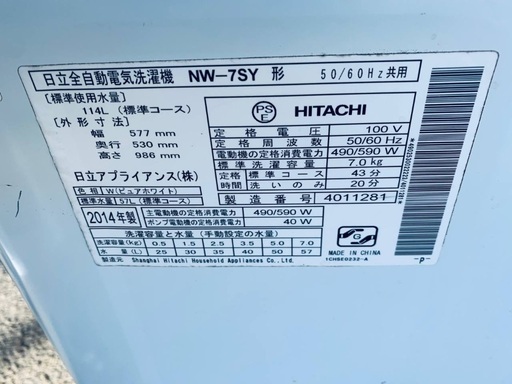 日立全自動電気洗濯機 NW-7SY 形 50/60Hz共用
[標準使用水量]
114L (標準コース)
[外形寸法]
幅 577 mm
奥行 530 mm
高さ 986 mm
日立アプライアンス(株)
色相 W(ピュアホワイト)
標準水量 57L(標準コース)
2014年製
PS E HITACHI
定格電圧 100 V
定格周波数 50/60 Hz
電動機の定格消費電力 490/590 W
標準洗濯容量 7.0kg
定格時間 標準コース 43分
洗いのみ 20分
製造番号 4011281
主電動機の定格消費電力 490/590 W
ポンプ電動機の定格消費電力 40 W
洗濯容量と水量 (手動設定の水量)
洗濯容量(kg) 0.5 1.5 2.5 3.5 5.0 7.0
水量(L) 25 30 35 40 50 57
製造元 Shanghai Hitachi Household Appliances Co., Ltd.
G
MADE IN CHINA
1CHSE0232-A
-P-